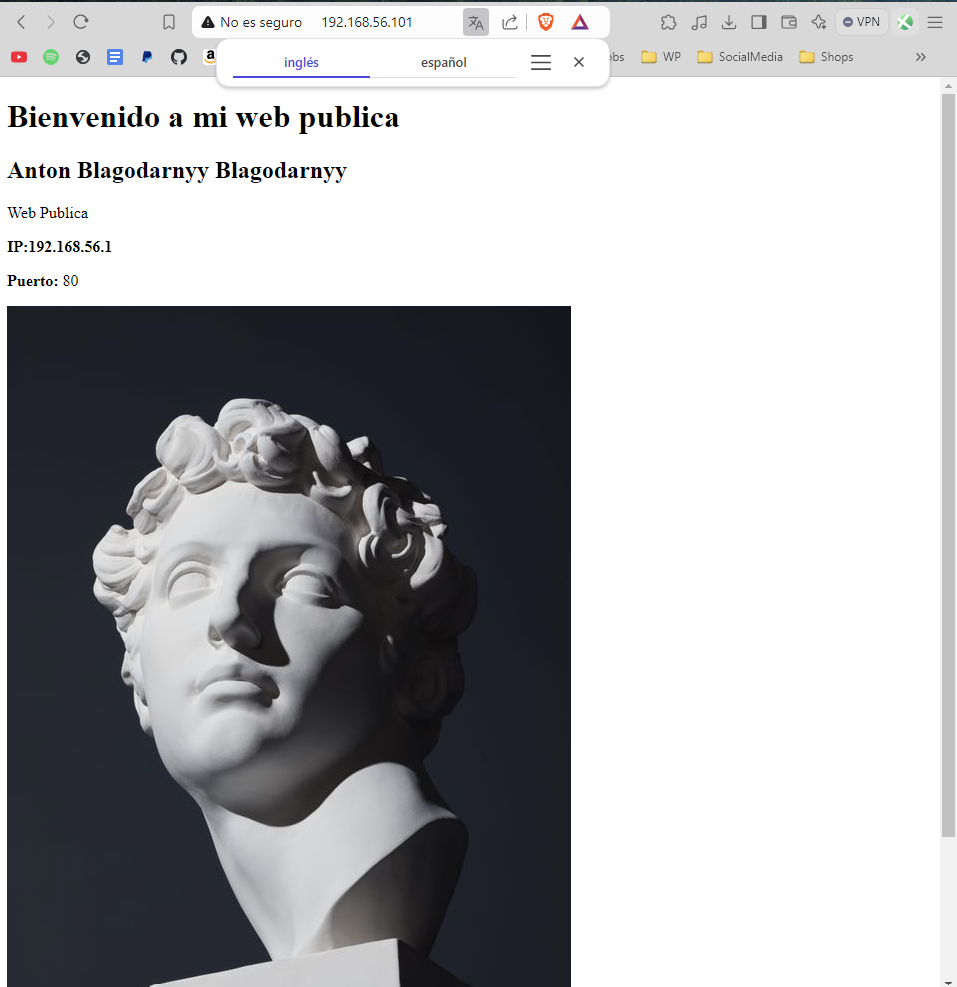 No es seguro 192.168.56.101
VPN
inglés español
bs WP SocialMedia Shops
Bienvenido a mi web publica
Anton Blagodarnyy Blagodarnyy
Web Publica
IP:192.168.56.1
Puerto: 80